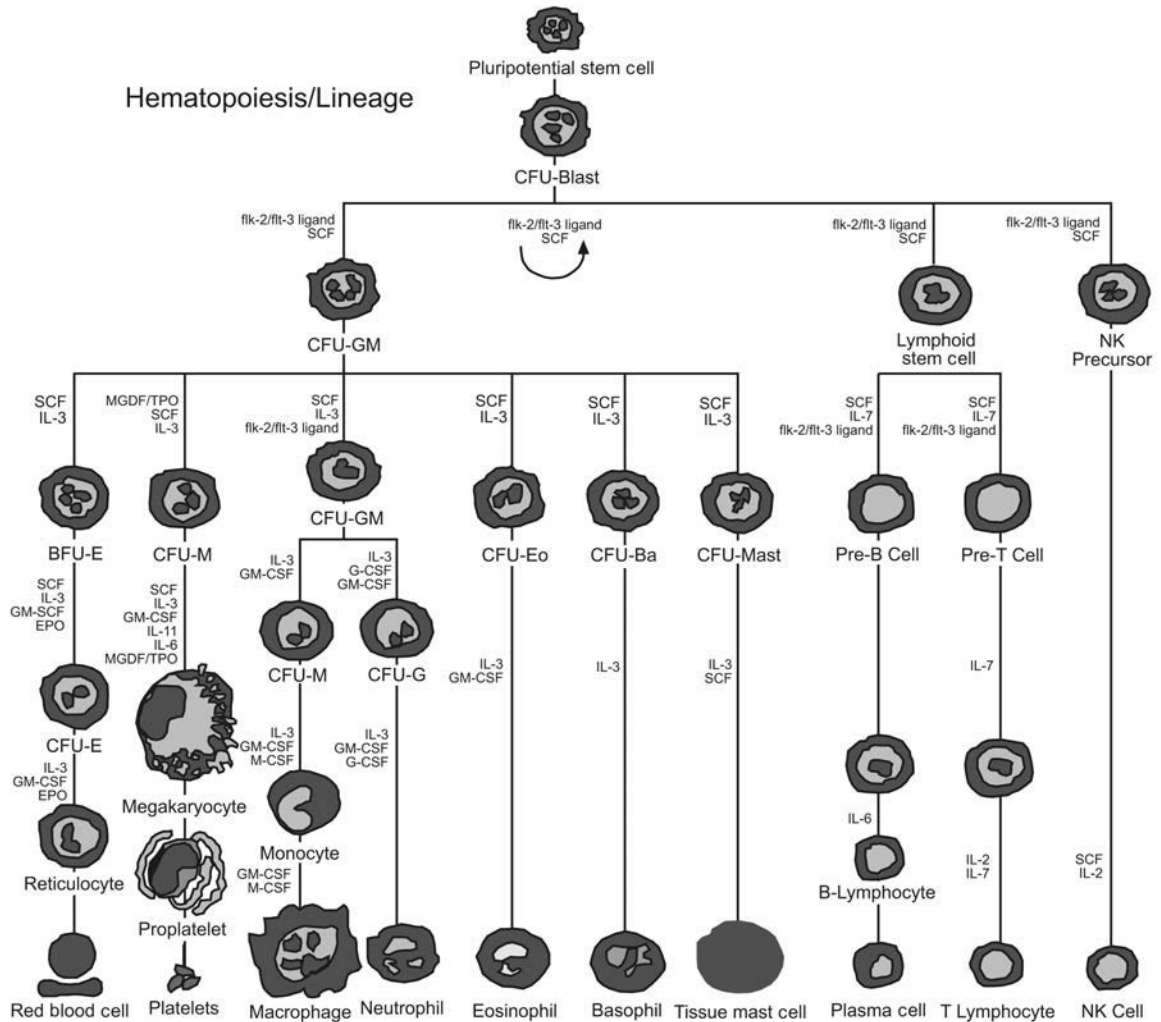 Pluripotential stem cell
Hematopoiesis/Lineage
CFU-Blast
flk-2/flt-3 ligand
SCF
flk-2/flt-3 ligand
SCF
flk-2/flt-3 ligand
SCF
flk-2/flt-3 ligand
SCF
CFU-GM
Lymphoid
stem cell
NK
Precursor
SCF
IL-3
MGDF/TPO
SCF
IL-3
SCF
IL-3
flk-2/flt-3 ligand
SCF
IL-3
SCF
IL-3
SCF
IL-3
SCF
IL-7
flk-2/flt-3 ligand
SCF
IL-7
flk-2/flt-3 ligand
BFU-E
CFU-M
CFU-GM
CFU-Eo
CFU-Ba
CFU-Mast
Pre-B Cell
Pre-T Cell
SCF
IL-3
GM-SCF
EPO
SCF
IL-3
GM-CSF
IL-11
IL-6
MGDF/TPO
IL-3
GM-CSF
IL-3
G-CSF
GM-CSF
CFU-M
CFU-G
IL-3
GM-CSF
IL-3
IL-3
SCF
IL-7
CFU-E
IL-3
GM-CSF
EPO
Megakaryocyte
IL-3
GM-CSF
M-CSF
IL-3
GM-CSF
G-CSF
Monocyte
IL-6
B-Lymphocyte
IL-2
IL-7
SCF
IL-2
Reticulocyte
Proplatelet
GM-CSF
M-CSF
Red blood cell
Platelets
Macrophage
Neutrophil
Eosinophil
Basophil
Tissue mast cell
Plasma cell
T Lymphocyte
NK Cell